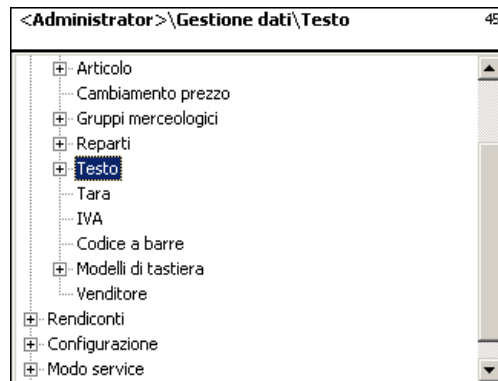 <Administrator>\Gestione dati\Testo 45
Articolo
Cambiamento prezzo
Gruppi merceologici
Reparti
Testo
Tara
IVA
Codice a barre
Modelli di tastiera
Venditore
Rendiconti
Configurazione
Modo service